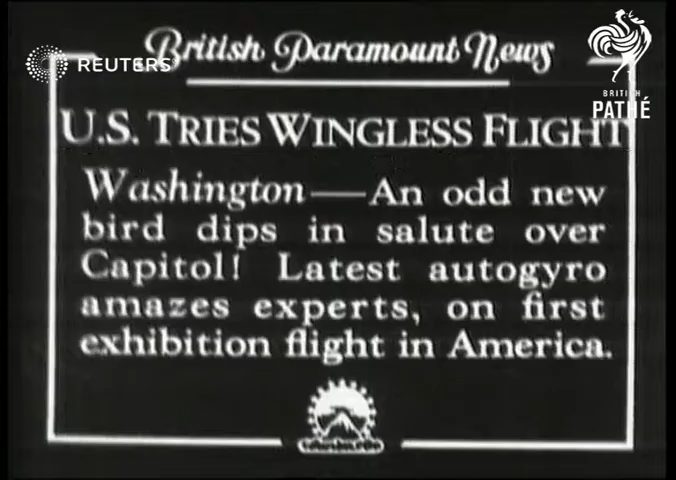 British Paramount News
REUTERS
BRITISH
PATHÉ
U.S. TRIES WINGLESS FLIGHT
Washington—An odd new
bird dips in salute over
Capitol! Latest autogyro
amazes experts, on first
exhibition flight in America.